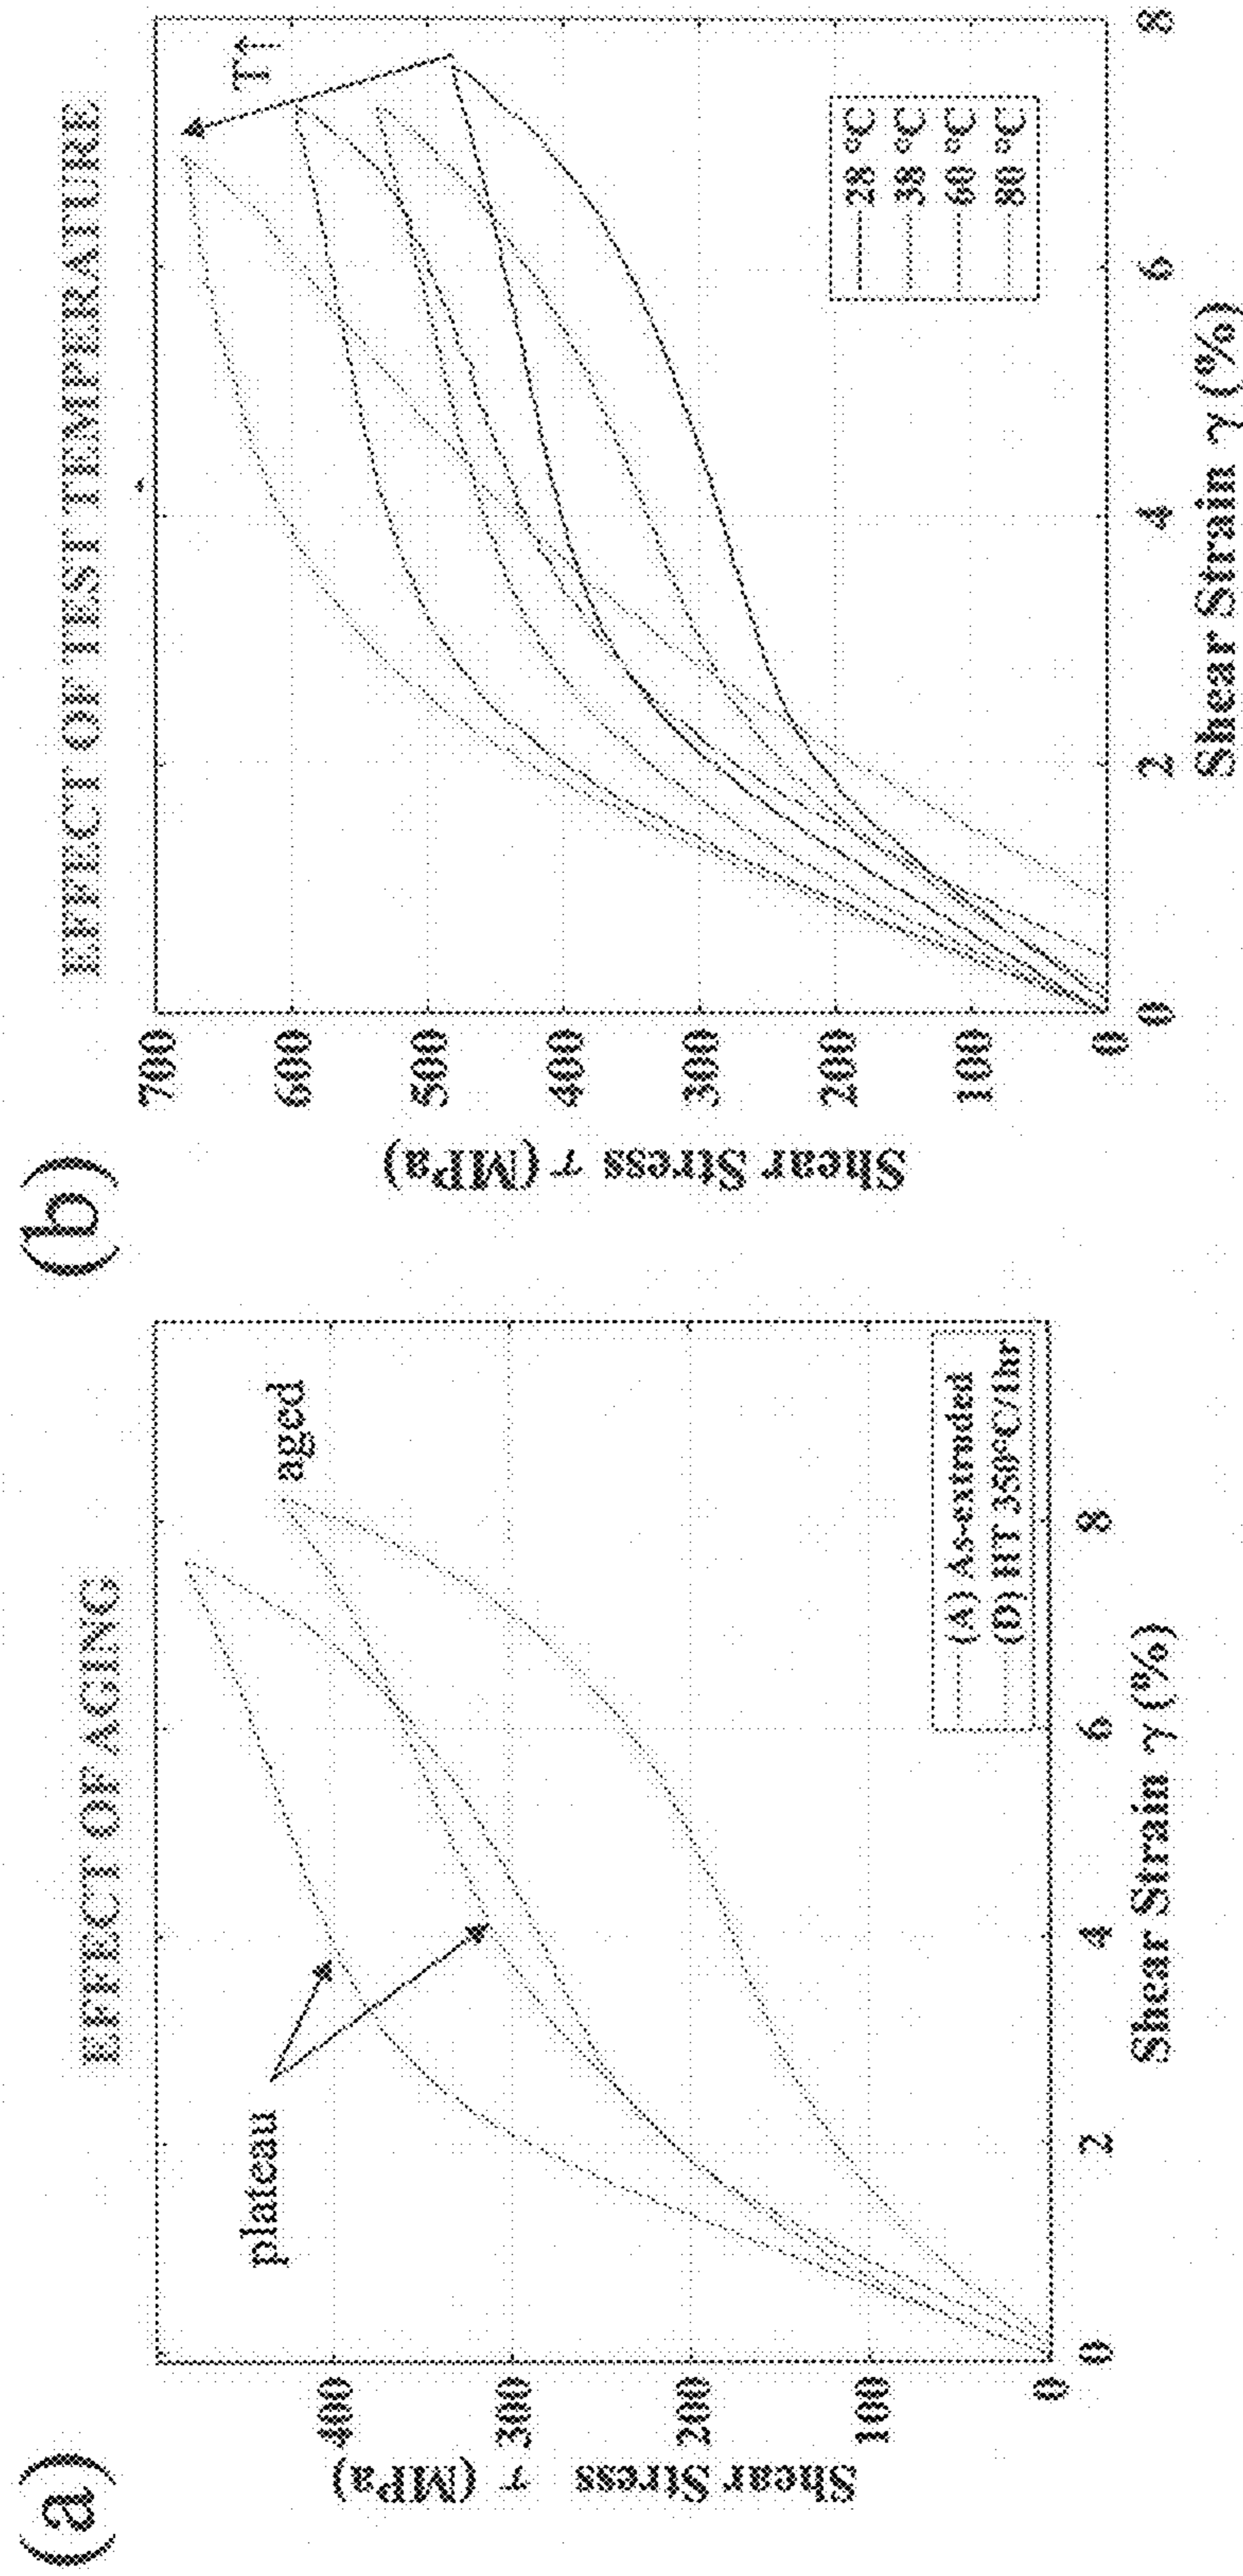 (a)
EFFECT OF AGING
plateau
aged
Shear Stress τ (MPa)
400
300
200
100
0
(A) As-extruded
(D) HT 350°C/1hr
0 2 4 6 8
Shear Strain γ (%)
(b)
EFFECT OF TEST TEMPERATURE
T↑
Shear Stress τ (MPa)
700
600
500
400
300
200
100
0
28 °C
38 °C
60 °C
80 °C
0 2 4 6 8
Shear Strain γ (%)